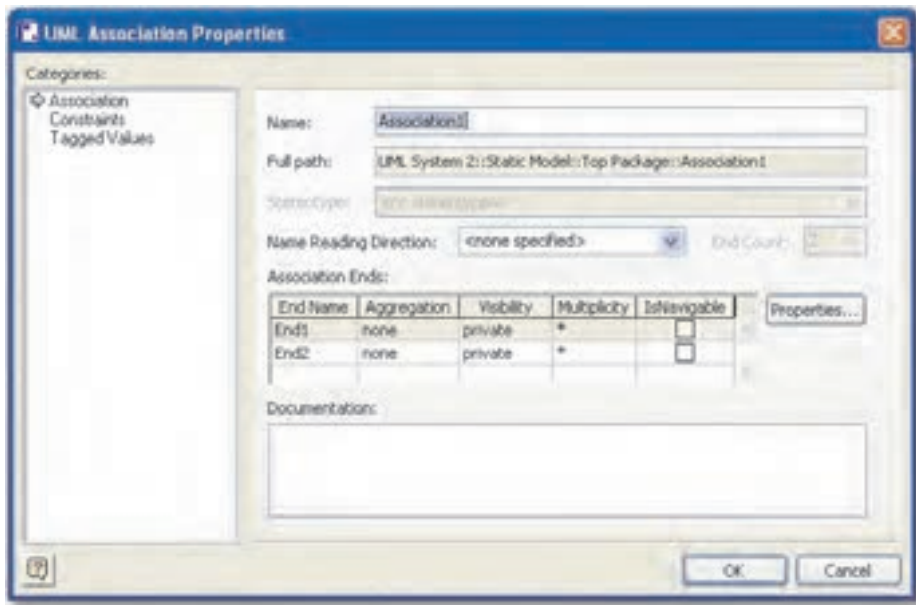 UML Association Properties
Categories:
Association
Constraints
Tagged Values
Name: Association1
Full path: UML System 2::Static Model::Top Package::Association1
Stereotype:
Name Reading Direction: <none specified> End Count: 2
Association Ends:
End Name Aggregation Visibility Multiplicity IsNavigable Properties...
End1 none private *
End2 none private *
Documentation:
OK Cancel